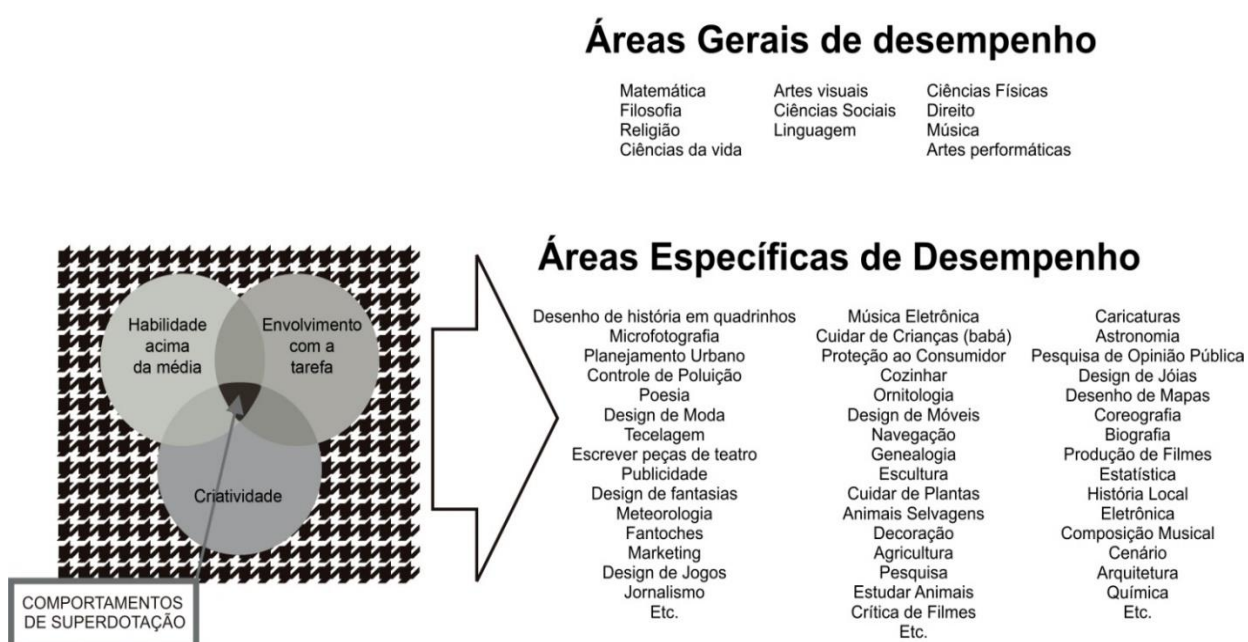 Áreas Gerais de desempenho
Matemática
Filosofia
Religião
Ciências da vida
Artes visuais
Ciências Sociais
Linguagem
Ciências Físicas
Direito
Música
Artes performáticas
Habilidade
acima
da média
Envolvimento
com a
tarefa
Criatividade
COMPORTAMENTOS
DE SUPERDOTAÇÃO
Áreas Específicas de Desempenho
Desenho de história em quadrinhos
Microfotografia
Planejamento Urbano
Controle de Poluição
Poesia
Design de Moda
Tecelagem
Escrever peças de teatro
Publicidade
Design de fantasias
Meteorologia
Fantoches
Marketing
Design de Jogos
Jornalismo
Etc.
Música Eletrônica
Cuidar de Crianças (babá)
Proteção ao Consumidor
Cozinhar
Ornitologia
Design de Móveis
Navegação
Genealogia
Escultura
Cuidar de Plantas
Animais Selvagens
Decoração
Agricultura
Pesquisa
Estudar Animais
Crítica de Filmes
Etc.
Caricaturas
Astronomia
Pesquisa de Opinião Pública
Design de Jóias
Desenho de Mapas
Coreografia
Biografia
Produção de Filmes
Estatística
História Local
Eletrônica
Composição Musical
Cenário
Arquitetura
Química
Etc.